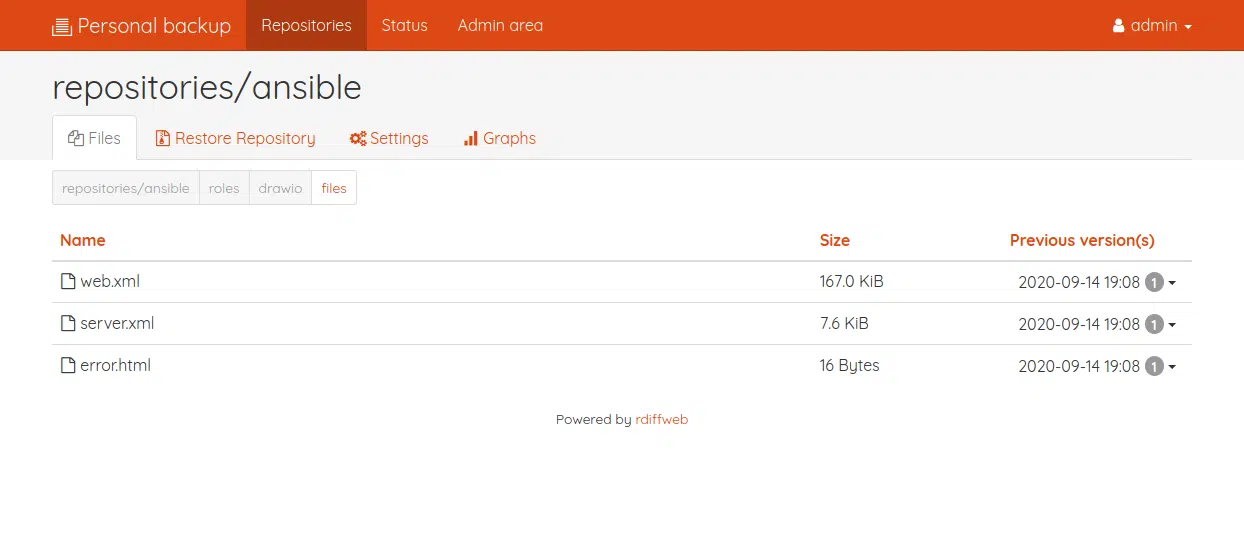 Personal backup Repositories Status Admin area admin
repositories/ansible
Files Restore Repository Settings Graphs
repositories/ansible roles drawio files
Name Size Previous version(s)
web.xml 167.0 KiB 2020-09-14 19:08 1
server.xml 7.6 KiB 2020-09-14 19:08 1
error.html 16 Bytes 2020-09-14 19:08 1
Powered by rdiffweb